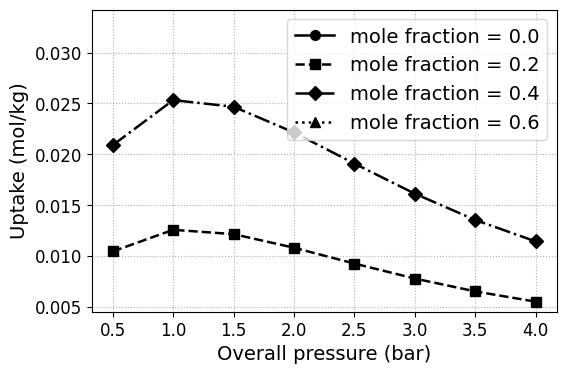 mole fraction = 0.0
mole fraction = 0.2
mole fraction = 0.4
mole fraction = 0.6
Uptake (mol/kg)
0.030
0.025
0.020
0.015
0.010
0.005
0.5 1.0 1.5 2.0 2.5 3.0 3.5 4.0
Overall pressure (bar)